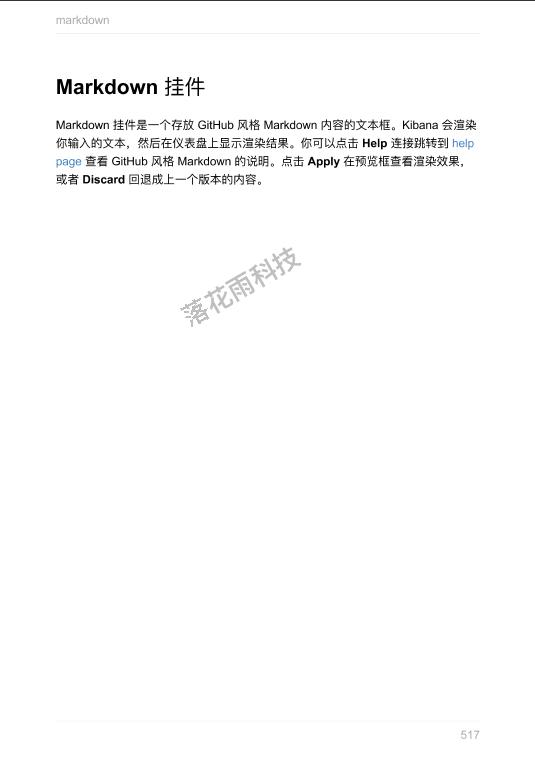 markdown
Markdown 挂件
Markdown 挂件是一个存放 GitHub 风格 Markdown 内容的文本框。Kibana 会渲染
你输入的文本，然后在仪表盘上显示渲染结果。你可以点击 Help 连接跳转到 help
page 查看 GitHub 风格 Markdown 的说明。点击 Apply 在预览框查看渲染效果，
或者 Discard 回退成上一个版本的内容。
落花雨科技
517